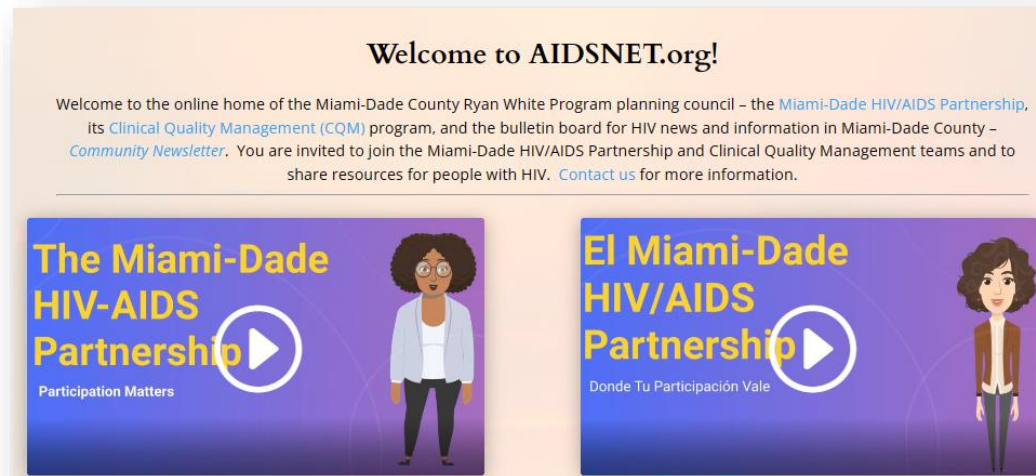 Welcome to AIDSNET.org!
Welcome to the online home of the Miami-Dade County Ryan White Program planning council – the Miami-Dade HIV/AIDS Partnership,
its Clinical Quality Management (CQM) program, and the bulletin board for HIV news and information in Miami-Dade County –
Community Newsletter. You are invited to join the Miami-Dade HIV/AIDS Partnership and Clinical Quality Management teams and to
share resources for people with HIV. Contact us for more information.
The Miami-Dade
HIV-AIDS
Partnership
Participation Matters
El Miami-Dade
HIV/AIDS
Partnership
Donde Tu Participación Vale